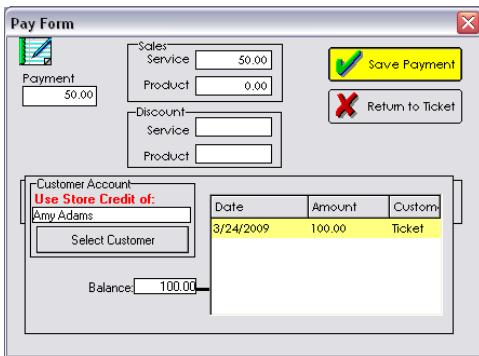 Pay Form
Payment
50.00
Sales
Service 50.00
Product 0.00
Discount
Service
Product
Save Payment
Return to Ticket
Customer Account
Use Store Credit of:
Amy Adams
Select Customer
Balance: 100.00
Date Amount Custom
3/24/2009 100.00 Ticket